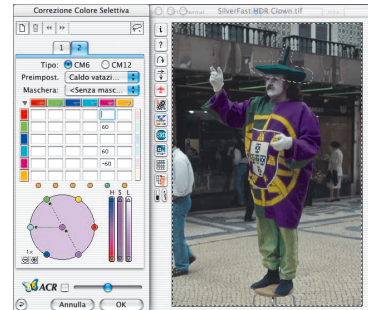 Correzione Colore Selettiva
1 2
Tipo: CM6 CM12
Preimpost. Caldo vatazi...
Maschera: <Senza masc...
60
60
-60
H S L
1x
ACR
Annulla OK
SilverFast HDR Clown.tif